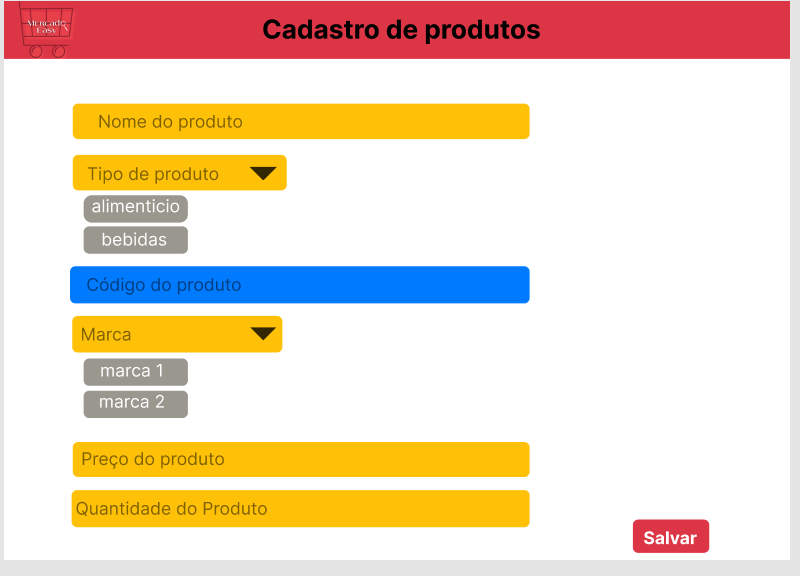 Mercado
Easy
Cadastro de produtos
Nome do produto
Tipo de produto
alimenticio
bebidas
Código do produto
Marca
marca 1
marca 2
Preço do produto
Quantidade do Produto
Salvar